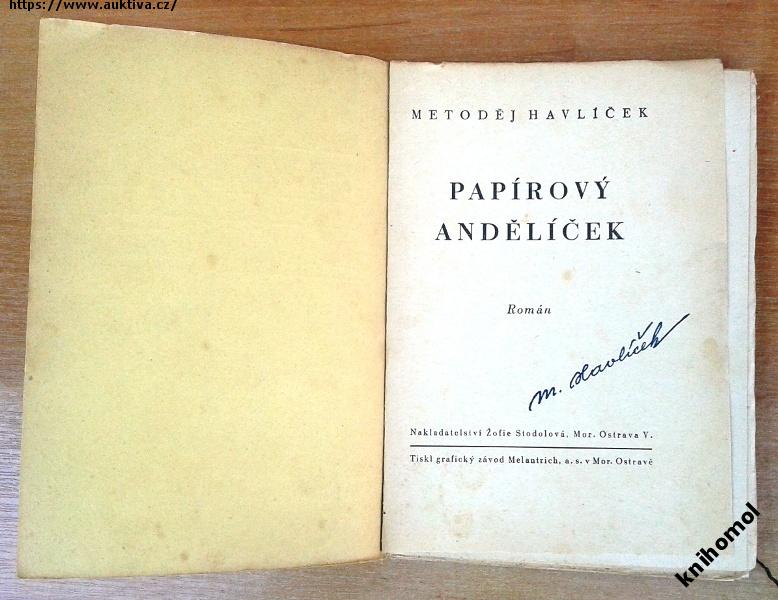 https://www.auktiva.cz/
METODĚJ HAVLÍČEK
PAPÍROVÝ
ANDĚLÍČEK
Román
M. Havlíček
Nakladatelství Žofie Stodolová, Mor. Ostrava V.
Tiskl grafický závod Melantrich, a. s. v Mor. Ostravě
knihomol